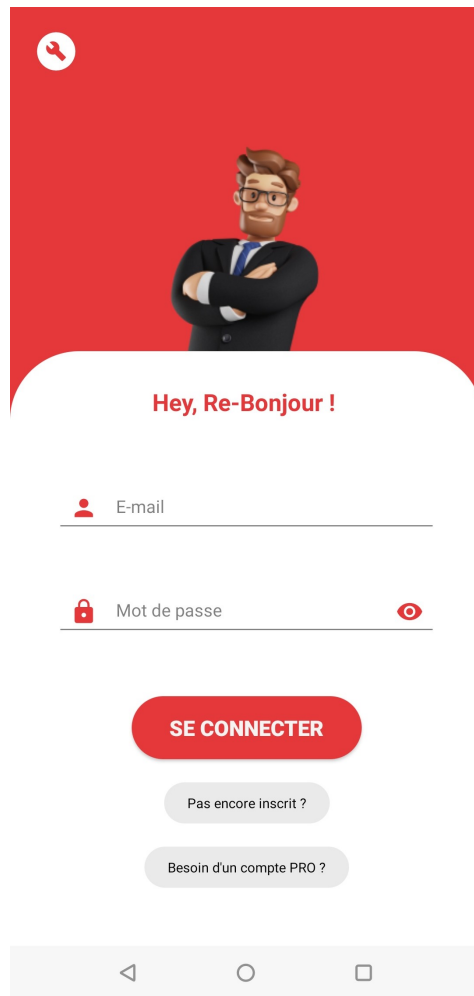 Hey, Re-Bonjour !
E-mail
Mot de passe
SE CONNECTER
Pas encore inscrit ?
Besoin d'un compte PRO ?